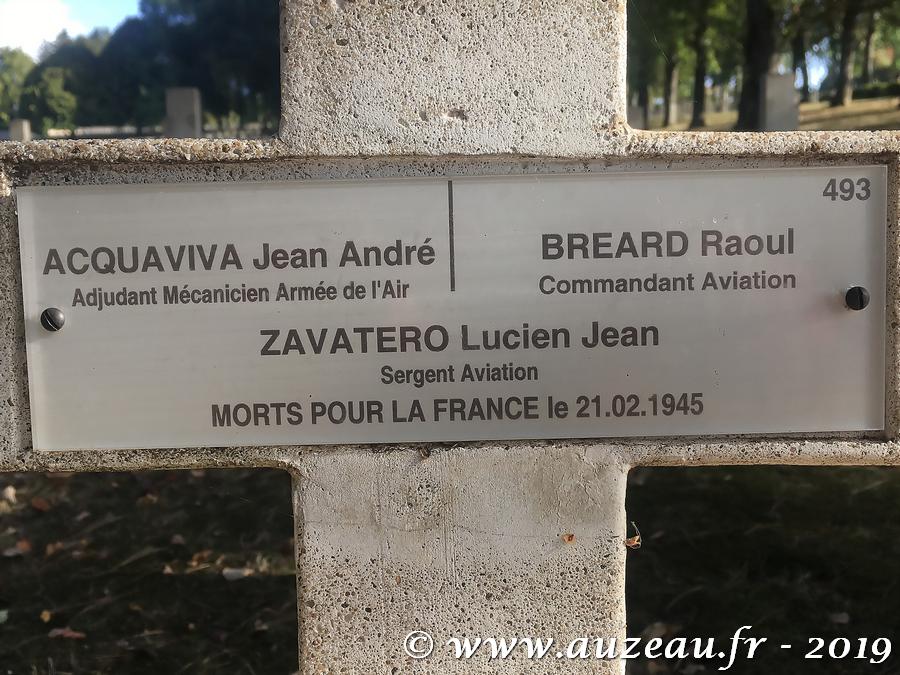 493
ACQUAVIVA Jean André
Adjudant Mécanicien Armée de l'Air
BREARD Raoul
Commandant Aviation
ZAVATERO Lucien Jean
Sergent Aviation
MORTS POUR LA FRANCE le 21.02.1945
© www.auzeau.fr - 2019